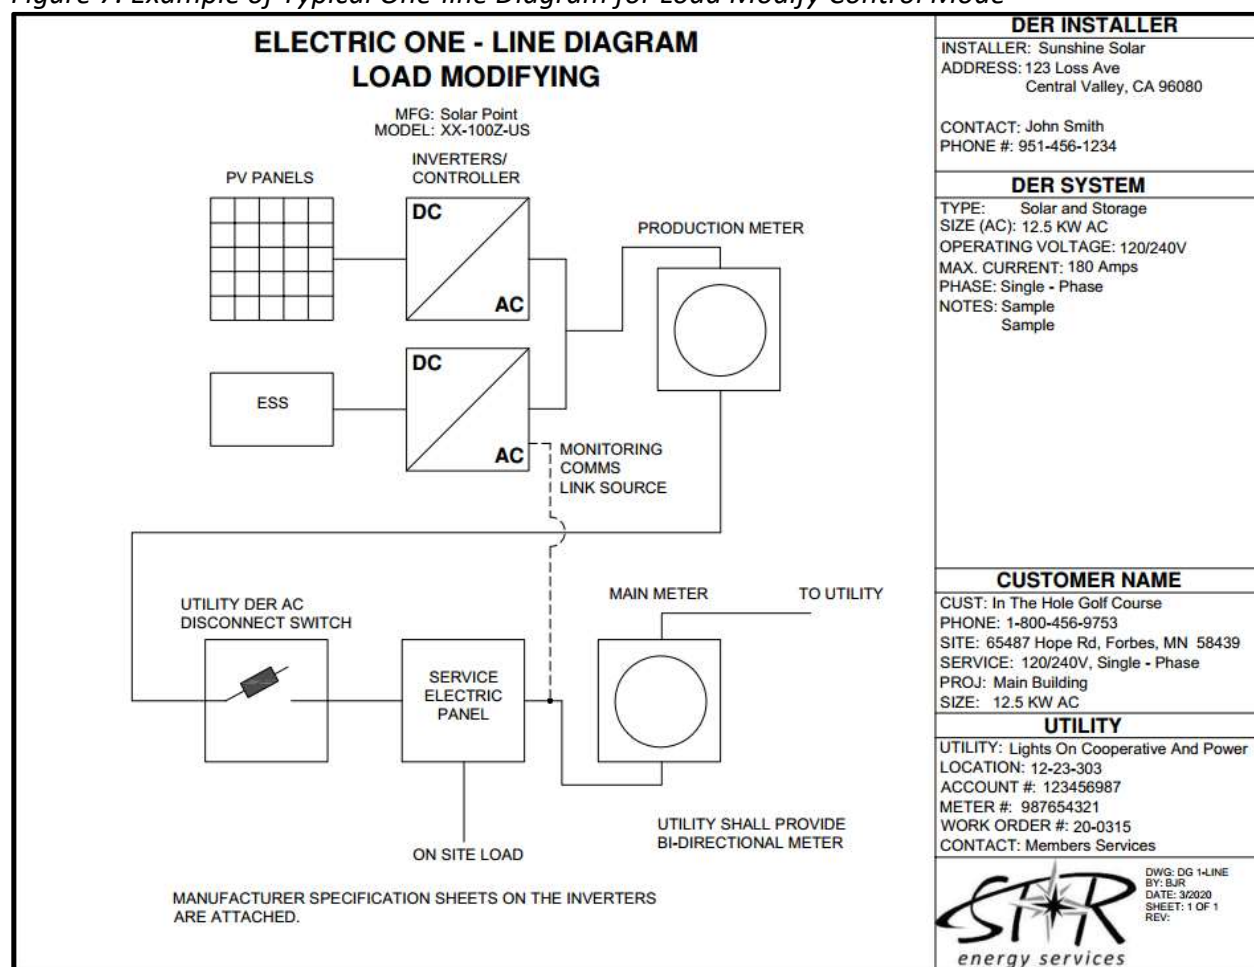 Figure 7: Example of Typical One-line Diagram for Load Modify Control Mode
ELECTRIC ONE - LINE DIAGRAM
LOAD MODIFYING
MFG: Solar Point
MODEL: XX-100Z-US
PV PANELS
INVERTERS/
CONTROLLER
DC
AC
PRODUCTION METER
ESS
DC
AC
MONITORING
COMMS
LINK SOURCE
UTILITY DER AC
DISCONNECT SWITCH
SERVICE
ELECTRIC
PANEL
MAIN METER
TO UTILITY
ON SITE LOAD
UTILITY SHALL PROVIDE
BI-DIRECTIONAL METER
MANUFACTURER SPECIFICATION SHEETS ON THE INVERTERS
ARE ATTACHED.
DER INSTALLER
INSTALLER: Sunshine Solar
ADDRESS: 123 Loss Ave
Central Valley, CA 96080
CONTACT: John Smith
PHONE #: 951-456-1234
DER SYSTEM
TYPE: Solar and Storage
SIZE (AC): 12.5 KW AC
OPERATING VOLTAGE: 120/240V
MAX. CURRENT: 180 Amps
PHASE: Single - Phase
NOTES: Sample
Sample
CUSTOMER NAME
CUST: In The Hole Golf Course
PHONE: 1-800-456-9753
SITE: 65487 Hope Rd, Forbes, MN 58439
SERVICE: 120/240V, Single - Phase
PROJ: Main Building
SIZE: 12.5 KW AC
UTILITY
UTILITY: Lights On Cooperative And Power
LOCATION: 12-23-303
ACCOUNT #: 123456987
METER #: 987654321
WORK ORDER #: 20-0315
CONTACT: Members Services
STAR
energy services
DWG: DG 1-LINE
BY: BJR
DATE: 3/2020
SHEET: 1 OF 1
REV: